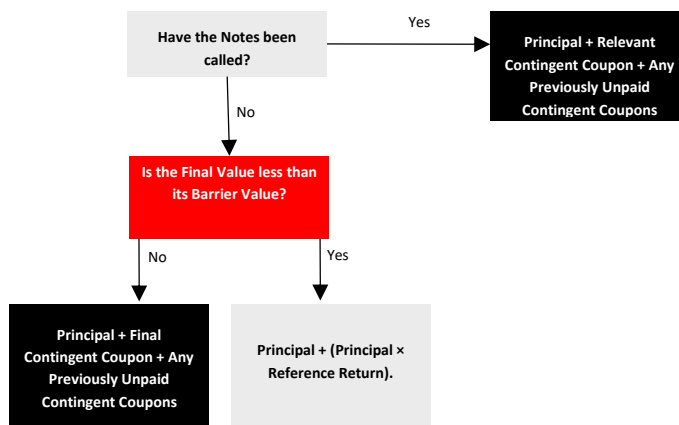 Have the Notes been
called?
Yes
Principal + Relevant
Contingent Coupon + Any
Previously Unpaid
Contingent Coupons
No
Is the Final Value less than
its Barrier Value?
No
Yes
Principal + Final
Contingent Coupon + Any
Previously Unpaid
Contingent Coupons
Principal + (Principal ×
Reference Return).